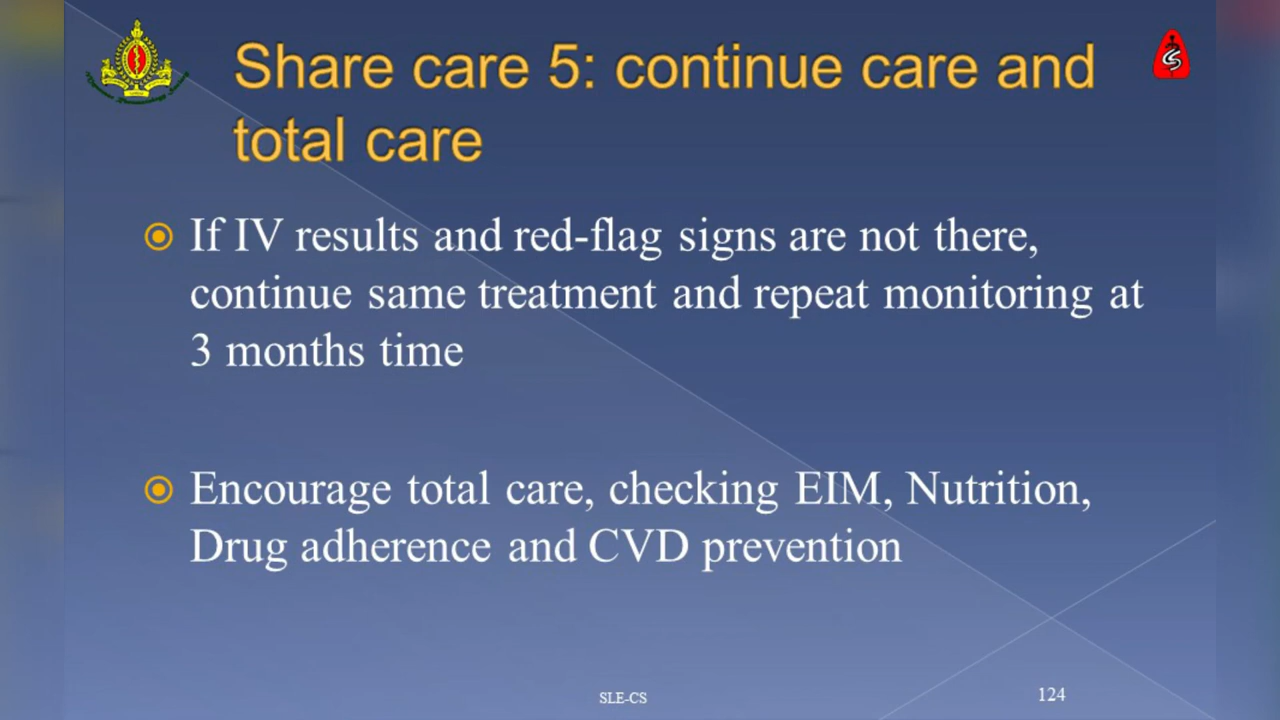 Share care 5: continue care and
total care
If IV results and red-flag signs are not there,
continue same treatment and repeat monitoring at
3 months time
Encourage total care, checking EIM, Nutrition,
Drug adherence and CVD prevention
SLE-CS
124